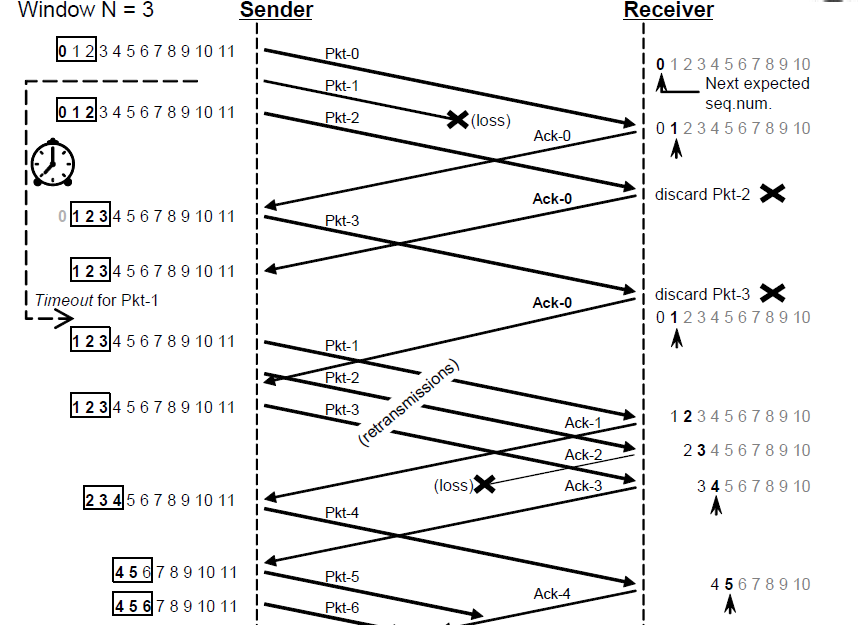 Window N = 3
Sender
Receiver
0 1 2 3 4 5 6 7 8 9 10 11
Pkt-0
0 1 2 3 4 5 6 7 8 9 10
Pkt-1
Next expected
seq.num.
0 1 2 3 4 5 6 7 8 9 10 11
Pkt-2
(loss)
0 1 2 3 4 5 6 7 8 9 10
Ack-0
discard Pkt-2
Ack-0
0 1 2 3 4 5 6 7 8 9 10 11
Pkt-3
1 2 3 4 5 6 7 8 9 10 11
discard Pkt-3
Timeout for Pkt-1
Ack-0
0 1 2 3 4 5 6 7 8 9 10
1 2 3 4 5 6 7 8 9 10 11
Pkt-1
Pkt-2
(retransmissions)
1 2 3 4 5 6 7 8 9 10 11
Pkt-3
1 2 3 4 5 6 7 8 9 10
Ack-1
2 3 4 5 6 7 8 9 10
Ack-2
(loss)
Ack-3
3 4 5 6 7 8 9 10
2 3 4 5 6 7 8 9 10 11
Pkt-4
4 5 6 7 8 9 10 11
Pkt-5
4 5 6 7 8 9 10
Ack-4
4 5 6 7 8 9 10 11
Pkt-6